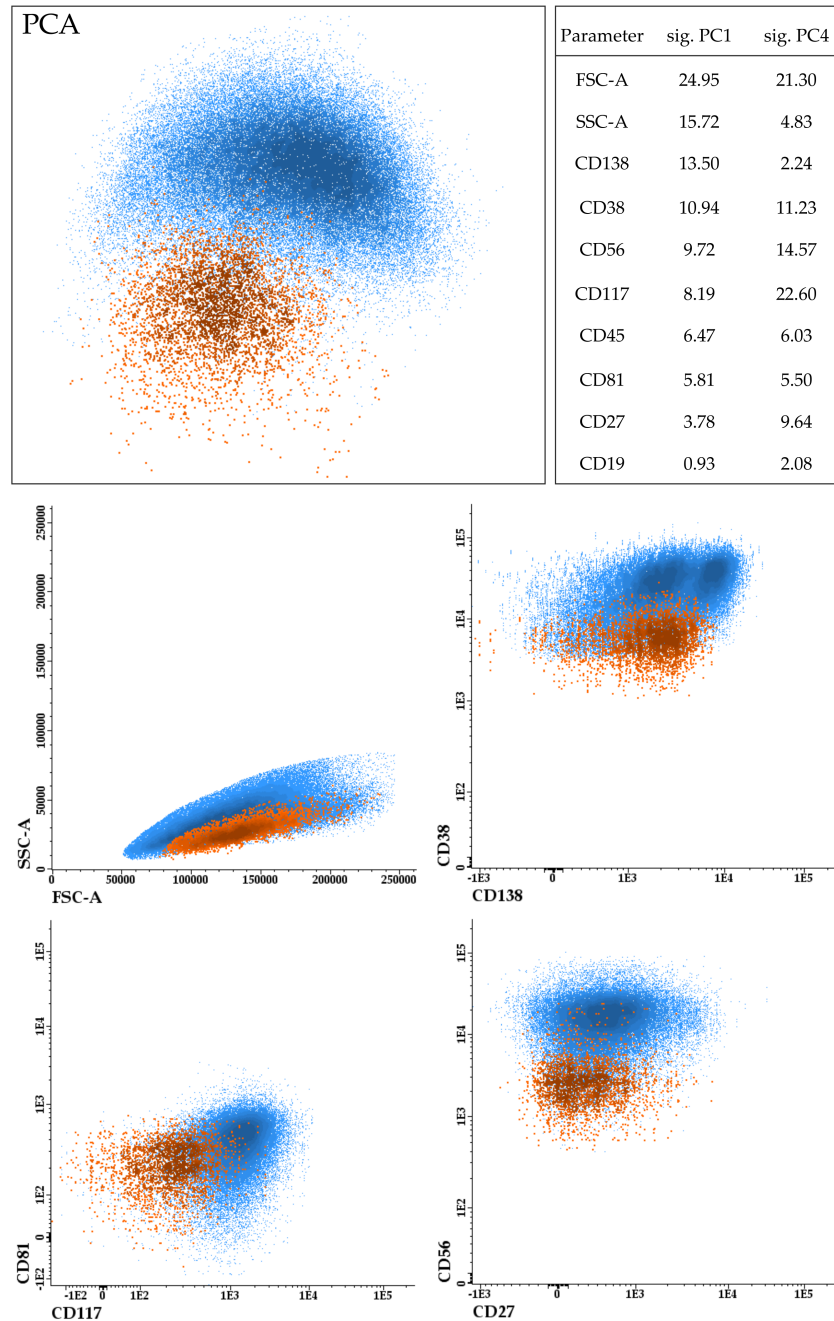 PCA
Parameter sig. PC1 sig. PC4
FSC-A 24.95 21.30
SSC-A 15.72 4.83
CD138 13.50 2.24
CD38 10.94 11.23
CD56 9.72 14.57
CD117 8.19 22.60
CD45 6.47 6.03
CD81 5.81 5.50
CD27 3.78 9.64
CD19 0.93 2.08
250000
200000
150000
100000
50000
0
SSC-A
0 50000 100000 150000 200000 250000
FSC-A
1E5
1E4
1E3
1E2
0
CD38
-1E3 0 1E3 1E4 1E5
CD138
1E5
1E4
1E3
1E2
0
-1E2
CD81
-1E2 0 1E2 1E3 1E4 1E5
CD117
1E5
1E4
1E3
1E2
0
CD56
-1E3 0 1E3 1E4 1E5
CD27